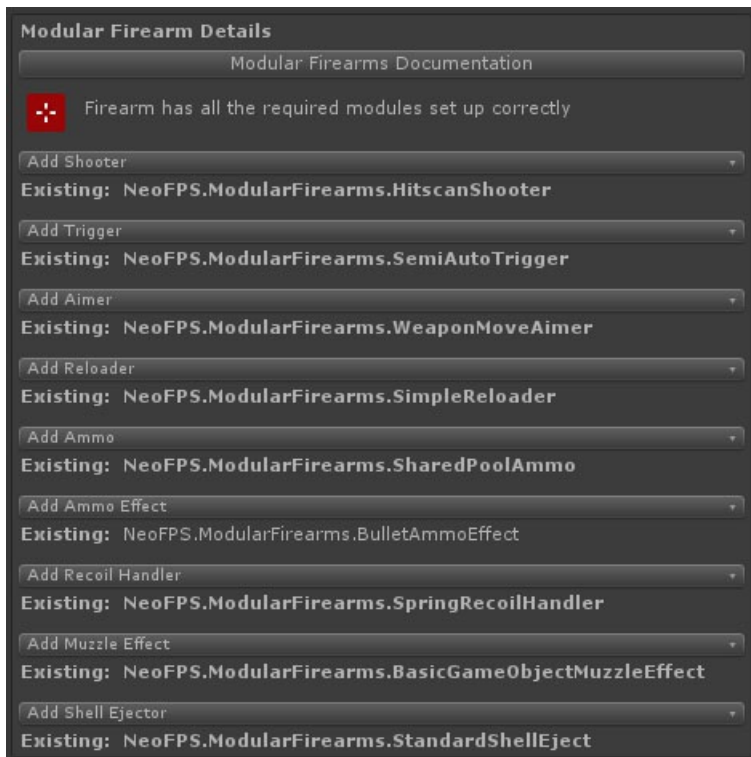 Modular Firearm Details
Modular Firearms Documentation
Firearm has all the required modules set up correctly
Add Shooter
Existing: NeoFPS.ModularFirearms.HitscanShooter
Add Trigger
Existing: NeoFPS.ModularFirearms.SemiAutoTrigger
Add Aimer
Existing: NeoFPS.ModularFirearms.WeaponMoveAimer
Add Reloader
Existing: NeoFPS.ModularFirearms.SimpleReloader
Add Ammo
Existing: NeoFPS.ModularFirearms.SharedPoolAmmo
Add Ammo Effect
Existing: NeoFPS.ModularFirearms.BulletAmmoEffect
Add Recoil Handler
Existing: NeoFPS.ModularFirearms.SpringRecoilHandler
Add Muzzle Effect
Existing: NeoFPS.ModularFirearms.BasicGameObjectMuzzleEffect
Add Shell Ejector
Existing: NeoFPS.ModularFirearms.StandardShellEject